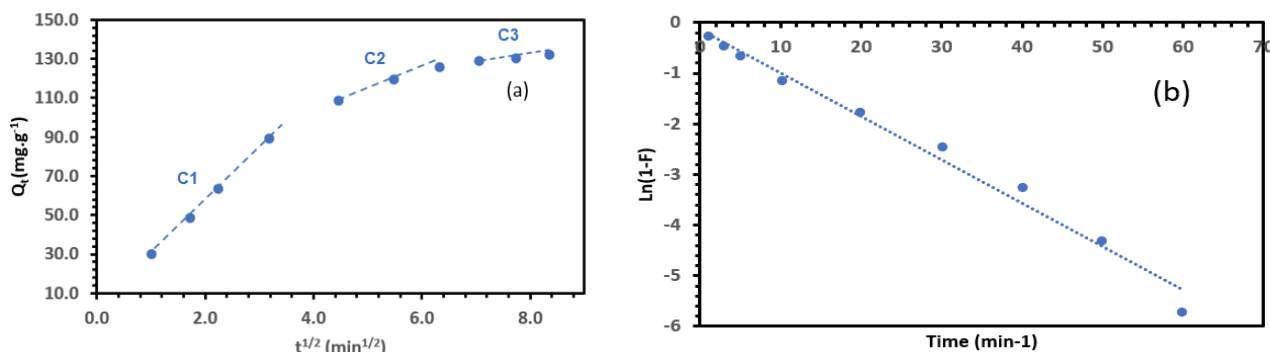 150.0
130.0
110.0
90.0
70.0
50.0
30.0
10.0
Qt(mg.g-1)
C1
C2
C3
(a)
0.0 2.0 4.0 6.0 8.0
t1/2 (min1/2)
0
-1
-2
-3
-4
-5
-6
Ln(1-F)
0 10 20 30 40 50 60 70
(b)
Time (min-1)